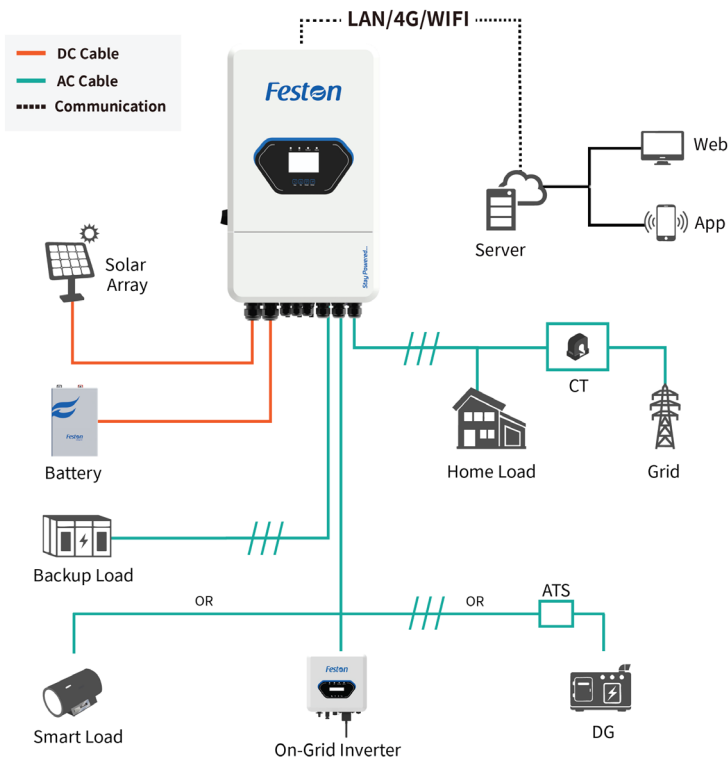 LAN/4G/WIFI
DC Cable
AC Cable
Communication
Feston
Stay Powered...
Web
App
Server
Solar
Array
CT
Feston
Battery
Home Load
Grid
Backup Load
OR
OR
ATS
Feston
Smart Load
On-Grid Inverter
DG